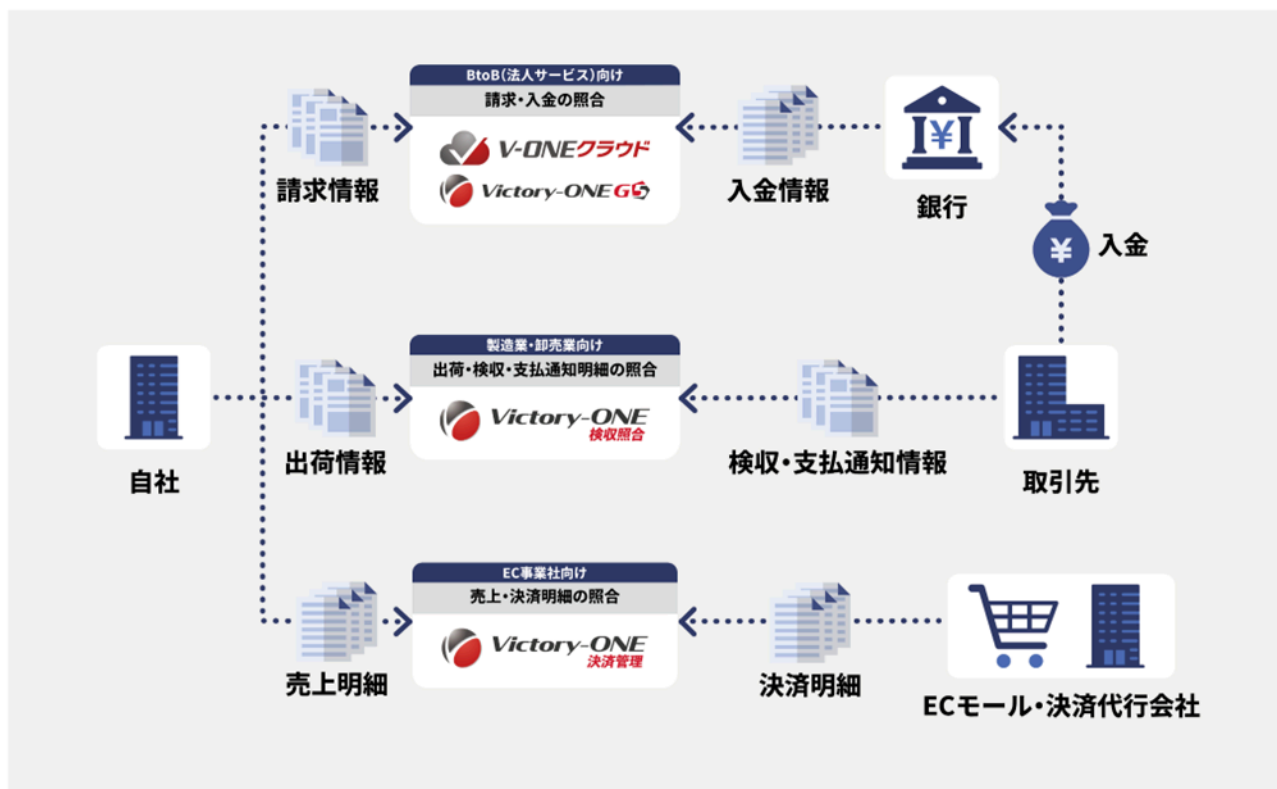 BtoB(法人サービス)向け
請求・入金の照合
V-ONEクラウド
Victory-ONE G5
請求情報
入金情報
¥
銀行
¥
入金
製造業・卸売業向け
出荷・検収・支払通知明細の照合
Victory-ONE
検収照合
自社
出荷情報
検収・支払通知情報
取引先
EC事業社向け
売上・決済明細の照合
Victory-ONE
決済管理
売上明細
決済明細
ECモール・決済代行会社